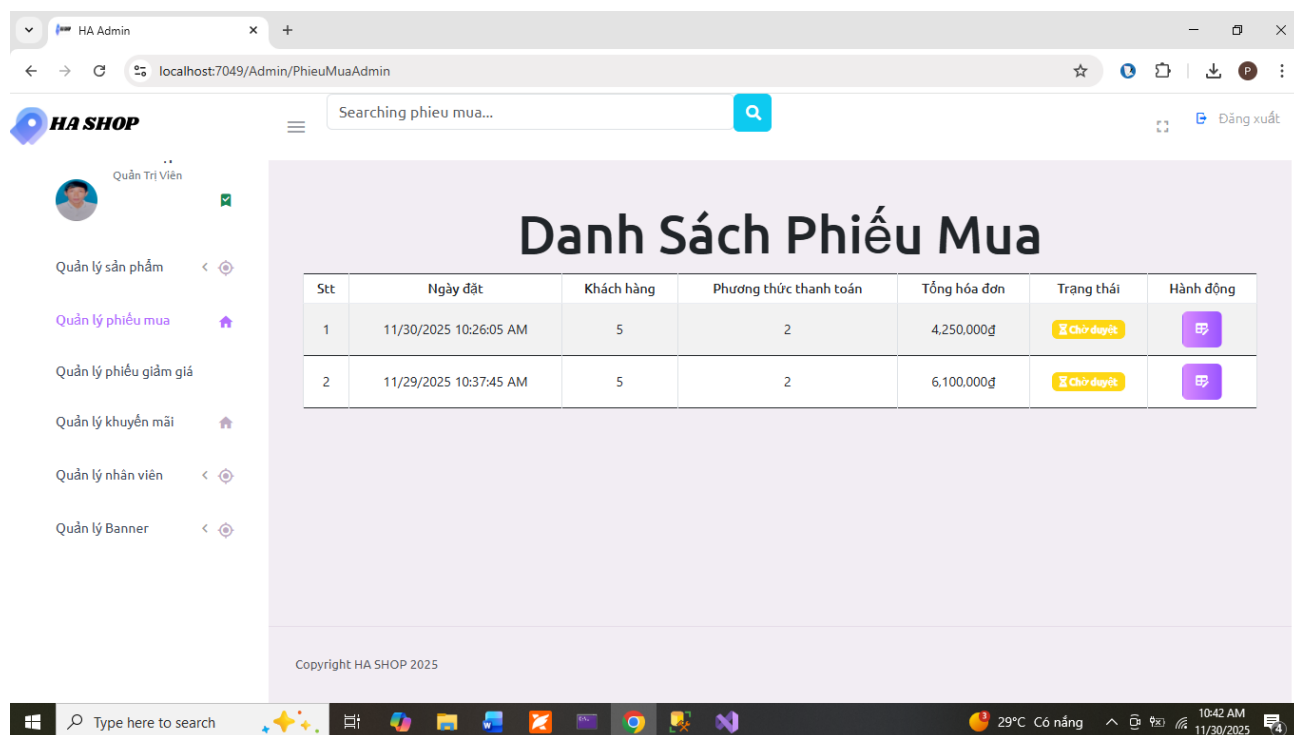 HA Admin
localhost:7049/Admin/PhieuMuaAdmin
HA SHOP
Searching phieu mua...
Đăng xuất
Quản Trị Viên
Quản lý sản phẩm
Quản lý phiếu mua
Quản lý phiếu giảm giá
Quản lý khuyến mãi
Quản lý nhân viên
Quản lý Banner
Danh Sách Phiếu Mua
Stt Ngày đặt Khách hàng Phương thức thanh toán Tổng hóa đơn Trạng thái Hành động
1 11/30/2025 10:26:05 AM 5 2 4,250,000₫ Chờ duyệt
2 11/29/2025 10:37:45 AM 5 2 6,100,000₫ Chờ duyệt
Copyright HA SHOP 2025
Type here to search
3
29°C Có nắng
10:42 AM
11/30/2025
4